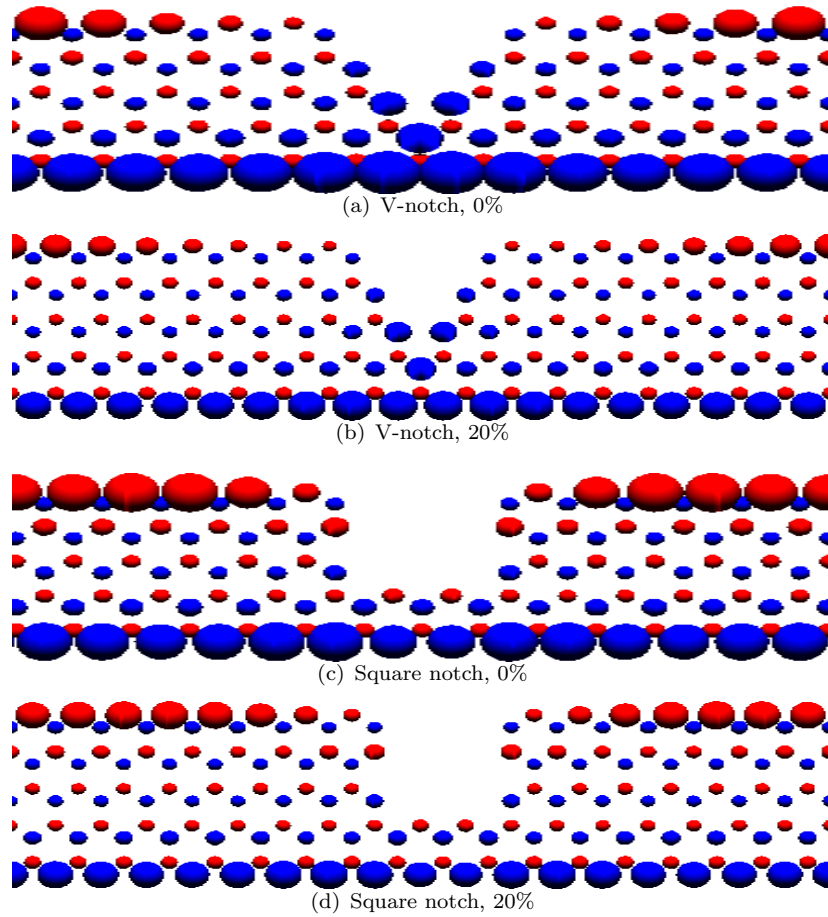 (a) V-notch, 0%
(b) V-notch, 20%
(c) Square notch, 0%
(d) Square notch, 20%